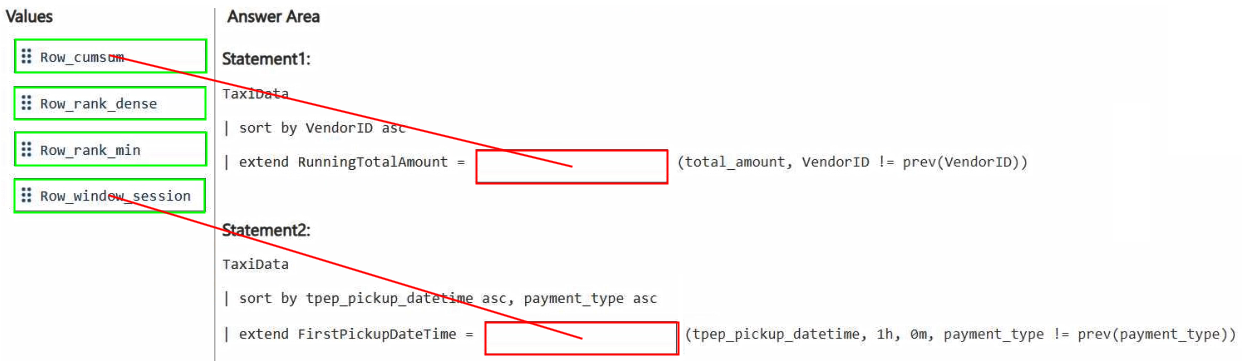 Values
Row_cumsum
Row_rank_dense
Row_rank_min
Row_window_session
Answer Area
Statement1:
TaxiData
| sort by VendorID asc
| extend RunningTotalAmount = (total_amount, VendorID != prev(VendorID))
Statement2:
TaxiData
| sort by tpep_pickup_datetime asc, payment_type asc
| extend FirstPickupDateTime = (tpep_pickup_datetime, 1h, 0m, payment_type != prev(payment_type))